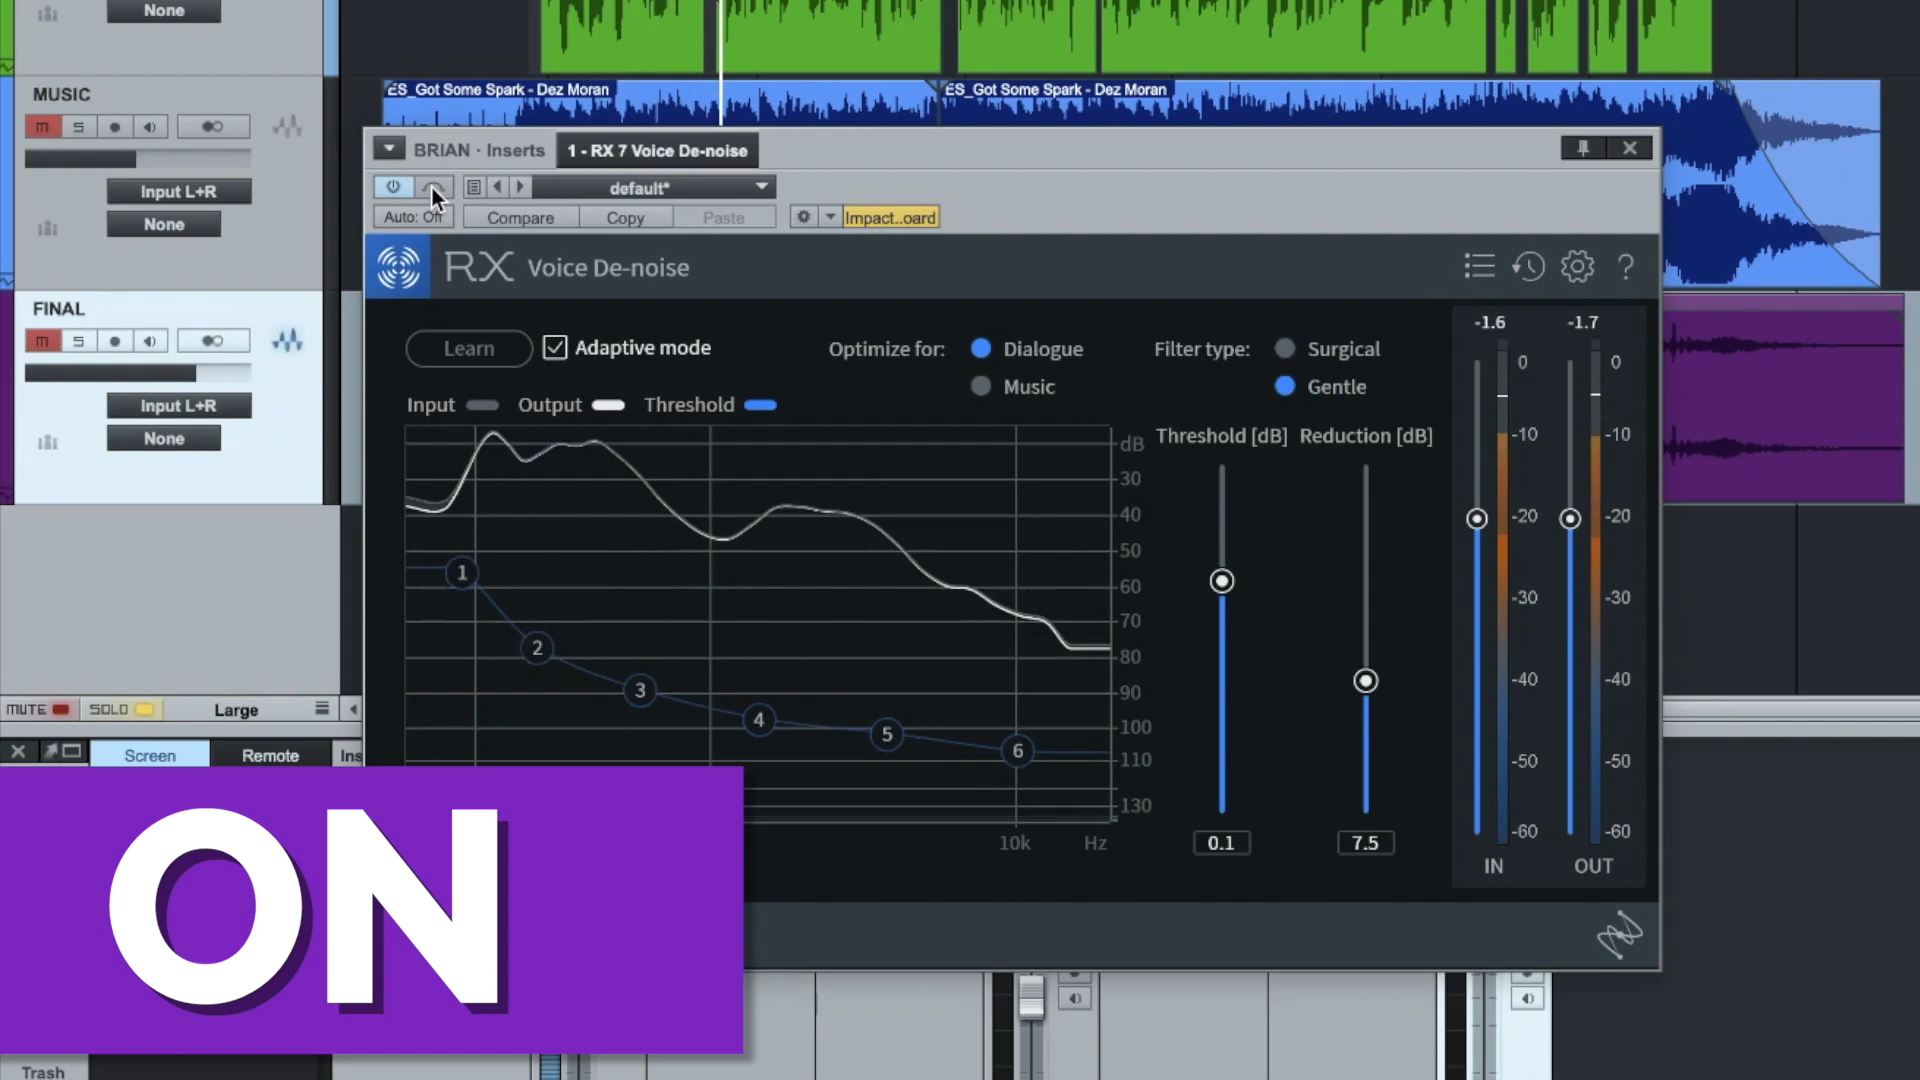 None
MUSIC
M S
Input L+R
None
FINAL
M S
Input L+R
None
MUTE SOLO Large
Screen Remote Ins
Trash
ES_Got Some Spark - Dez Moran ES_Got Some Spark - Dez Moran
BRIAN · Inserts 1 - RX 7 Voice De-noise
default*
Auto: Off Compare Copy Paste Impact..oard
RX Voice De-noise ?
Learn Adaptive mode Optimize for: Dialogue Filter type: Surgical
Music Gentle
Input Output Threshold
Threshold [dB] Reduction [dB]
dB
30
40
50
60
70
80
90
100
110
130
10k Hz
1
2
3
4
5
6
0.1 7.5
-1.6 -1.7
0 0
-10 -10
-20 -20
-30 -30
-40 -40
-50 -50
-60 -60
IN OUT
ON